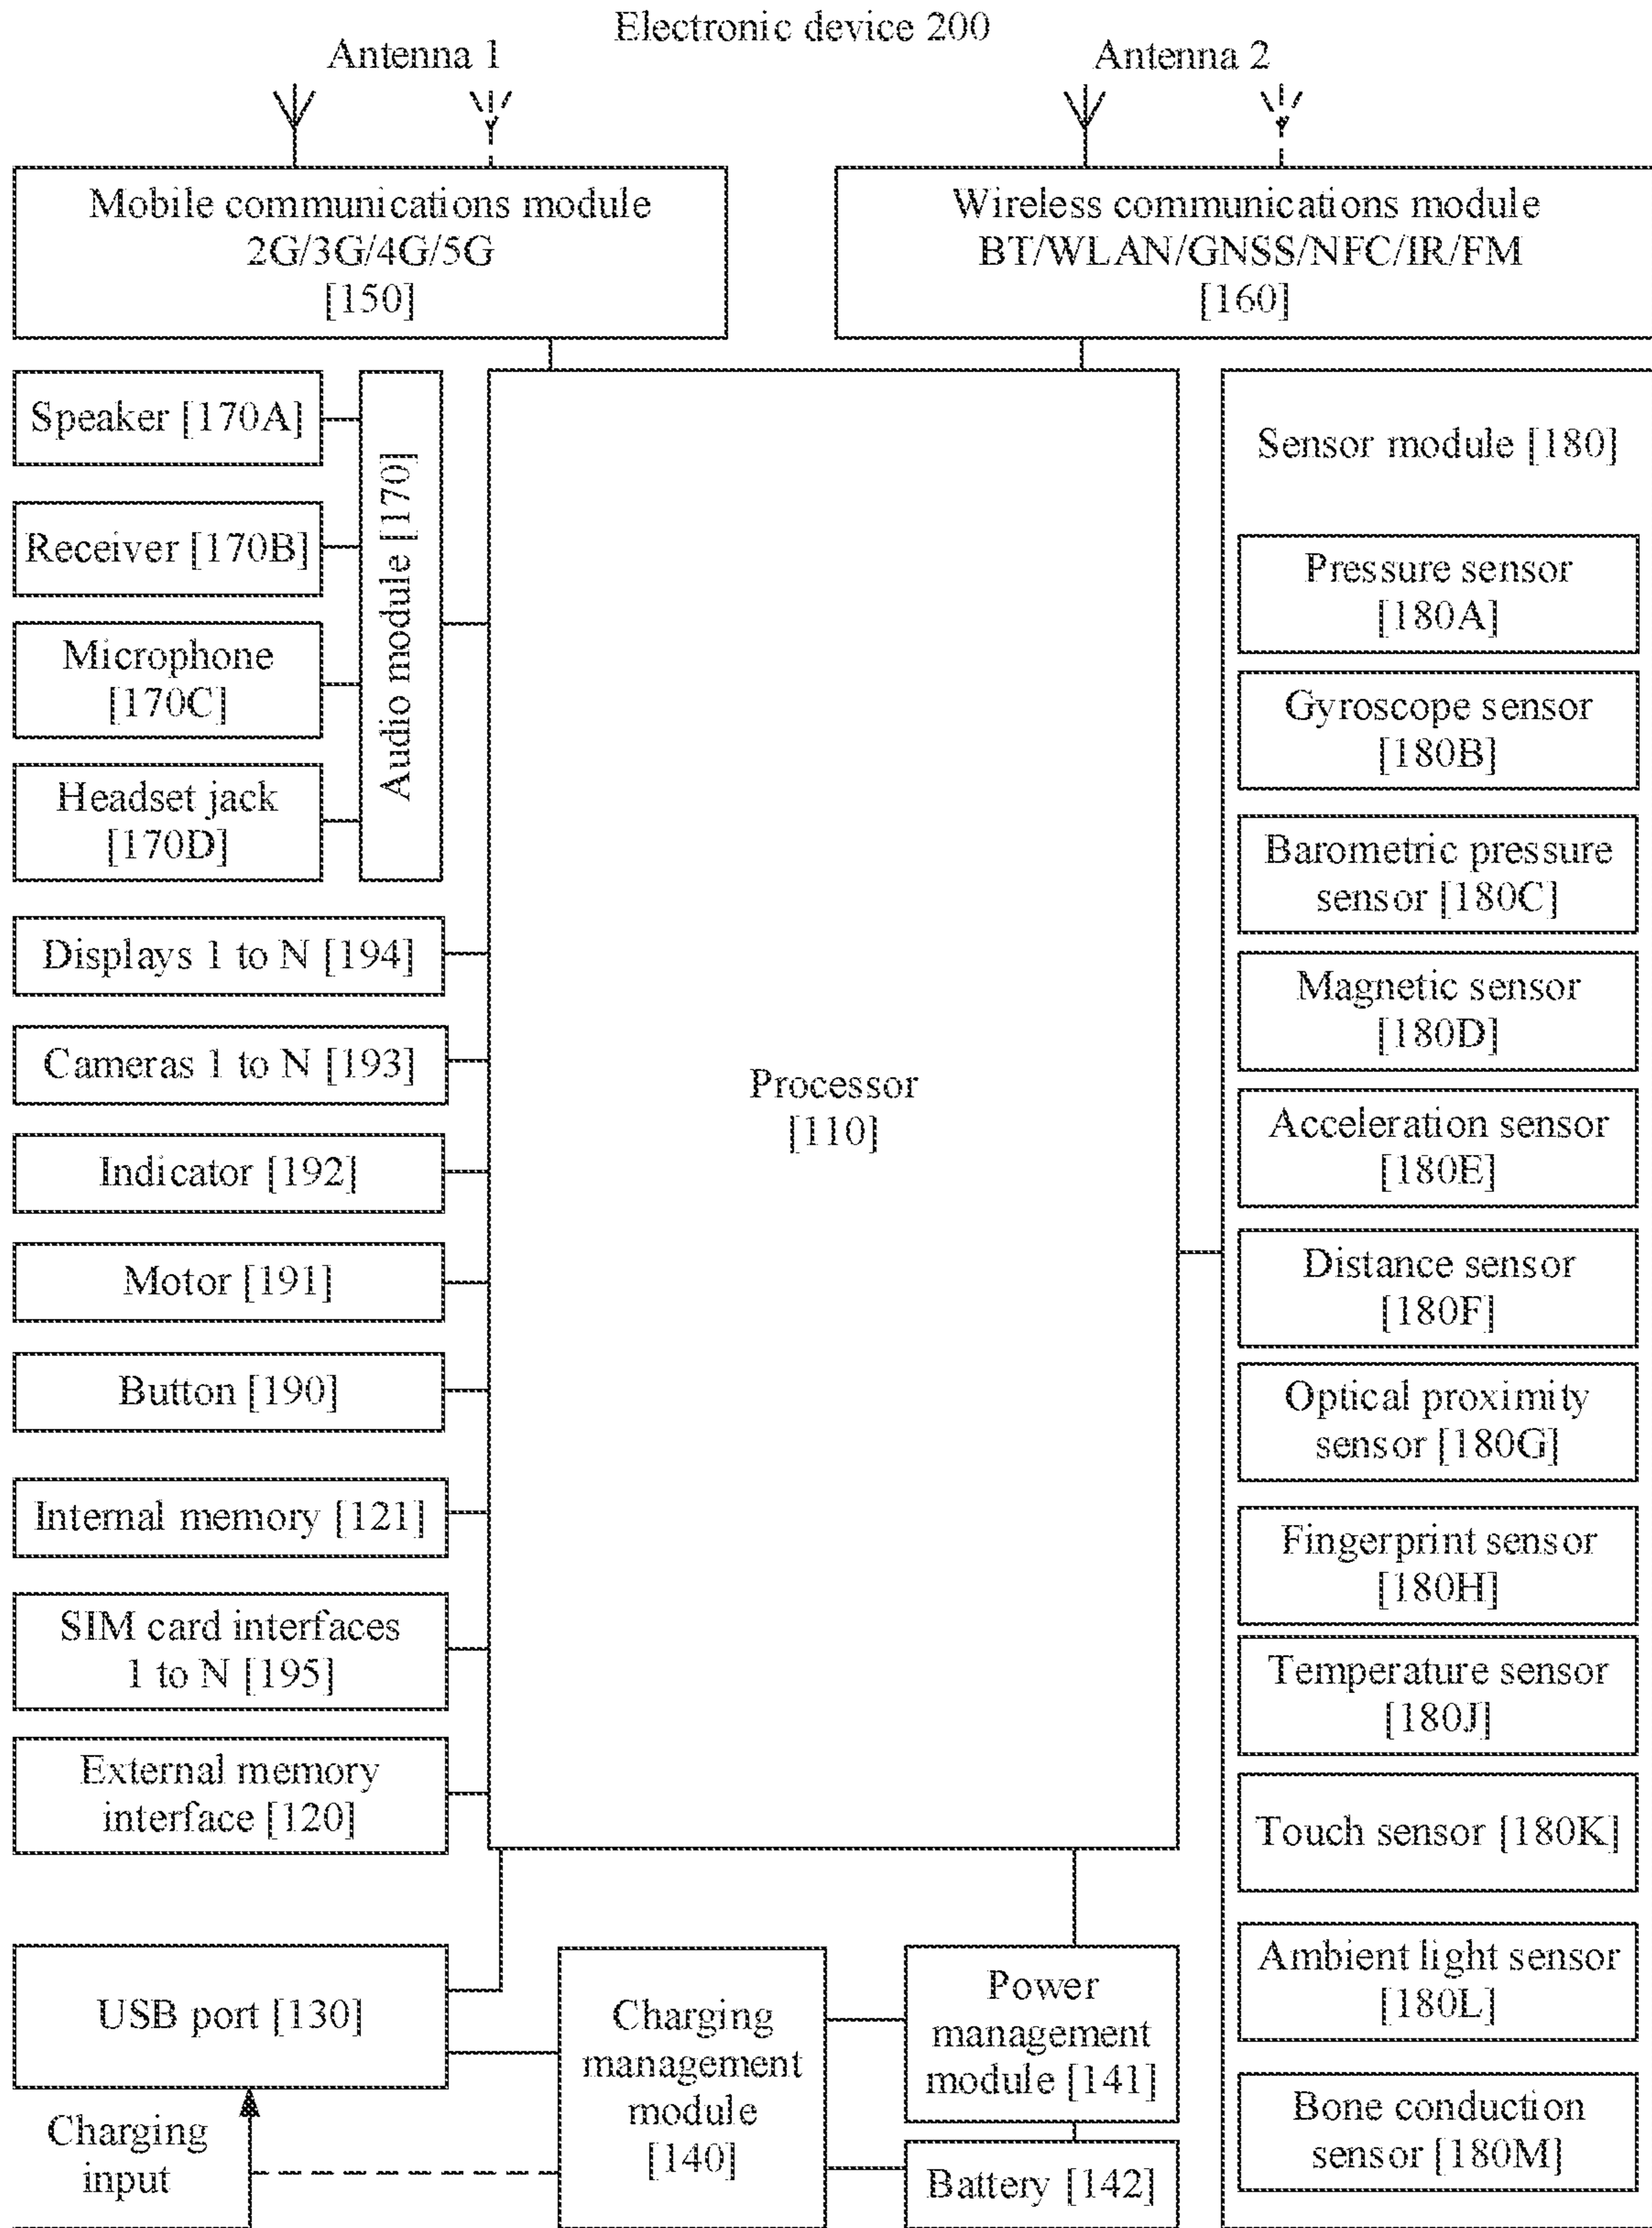 Electronic device 200
Antenna 1
Antenna 2
Mobile communications module
2G/3G/4G/5G
[150]
Wireless communications module
BT/WLAN/GNSS/NFC/IR/FM
[160]
Speaker [170A]
Receiver [170B]
Microphone
[170C]
Headset jack
[170D]
Audio module [170]
Displays 1 to N [194]
Cameras 1 to N [193]
Indicator [192]
Motor [191]
Button [190]
Internal memory [121]
SIM card interfaces
1 to N [195]
External memory
interface [120]
Processor
[110]
Sensor module [180]
Pressure sensor
[180A]
Gyroscope sensor
[180B]
Barometric pressure
sensor [180C]
Magnetic sensor
[180D]
Acceleration sensor
[180E]
Distance sensor
[180F]
Optical proximity
sensor [180G]
Fingerprint sensor
[180H]
Temperature sensor
[180J]
Touch sensor [180K]
Ambient light sensor
[180L]
Bone conduction
sensor [180M]
USB port [130]
Charging
input
Charging
management
module
[140]
Power
management
module [141]
Battery [142]